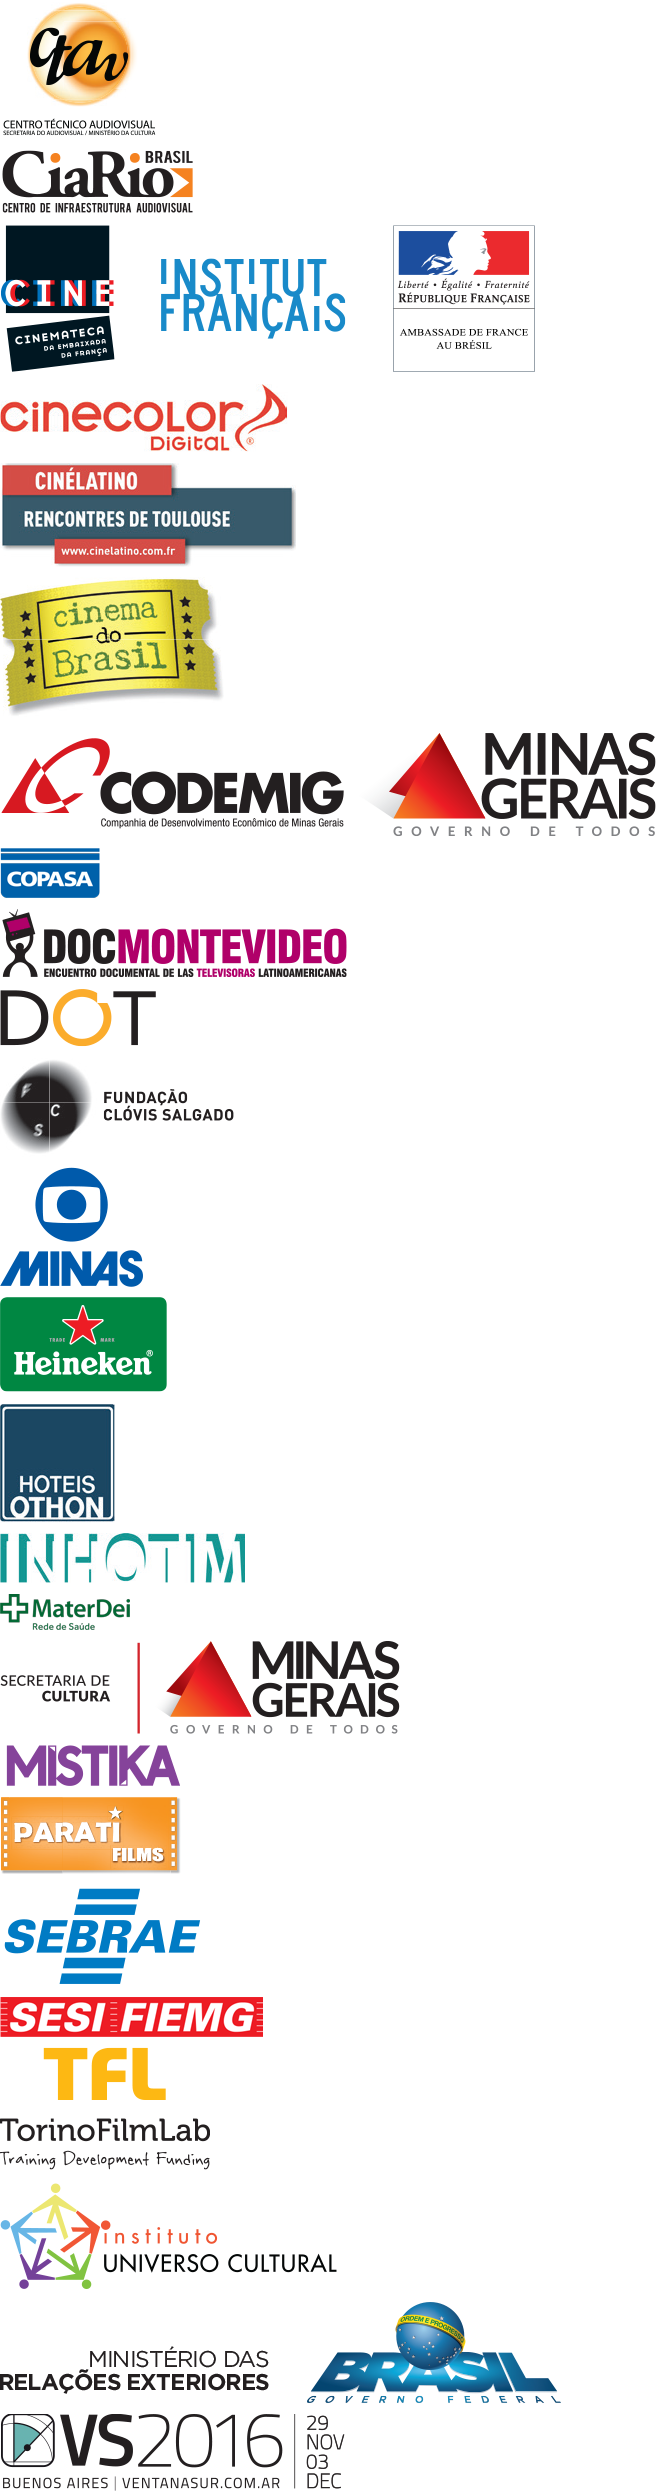 ctav
CENTRO TÉCNICO AUDIOVISUAL
SECRETARIA DO AUDIOVISUAL / MINISTÉRIO DA CULTURA
BRASIL
CiaRio
CENTRO DE INFRAESTRUTURA AUDIOVISUAL
CINE
CINEMATECA
DA EMBAIXADA
DA FRANÇA
INSTITUT
FRANÇAIS
Liberté • Égalité • Fraternité
RÉPUBLIQUE FRANÇAISE
AMBASSADE DE FRANCE
AU BRÉSIL
cinecolor
DiGitaL ®
CINÉLATINO
RENCONTRES DE TOULOUSE
www.cinelatino.com.fr
cinema
do
Brasil
CODEMIG
Companhia de Desenvolvimento Econômico de Minas Gerais
MINAS
GERAIS
GOVERNO DE TODOS
COPASA
DOCMONTEVIDEO
ENCUENTRO DOCUMENTAL DE LAS TELEVISORAS LATINOAMERICANAS
DOT
F
C
S
FUNDAÇÃO
CLÓVIS SALGADO
MINAS
TRADE MARK
Heineken®
HOTEIS
OTHON
INHOTIM
MaterDei
Rede de Saúde
SECRETARIA DE
CULTURA
MINAS
GERAIS
GOVERNO DE TODOS
MISTIKA
PARATI
FILMS
SEBRAE
SESI FIEMG
TFL
TorinoFilmLab
Training Development Funding
instituto
UNIVERSO CULTURAL
MINISTÉRIO DAS
RELAÇÕES EXTERIORES
ORDEM E PROGRESSO
BRASIL
GOVERNO FEDERAL
VS2016
BUENOS AIRES | VENTANASUR.COM.AR
29
NOV
03
DEC